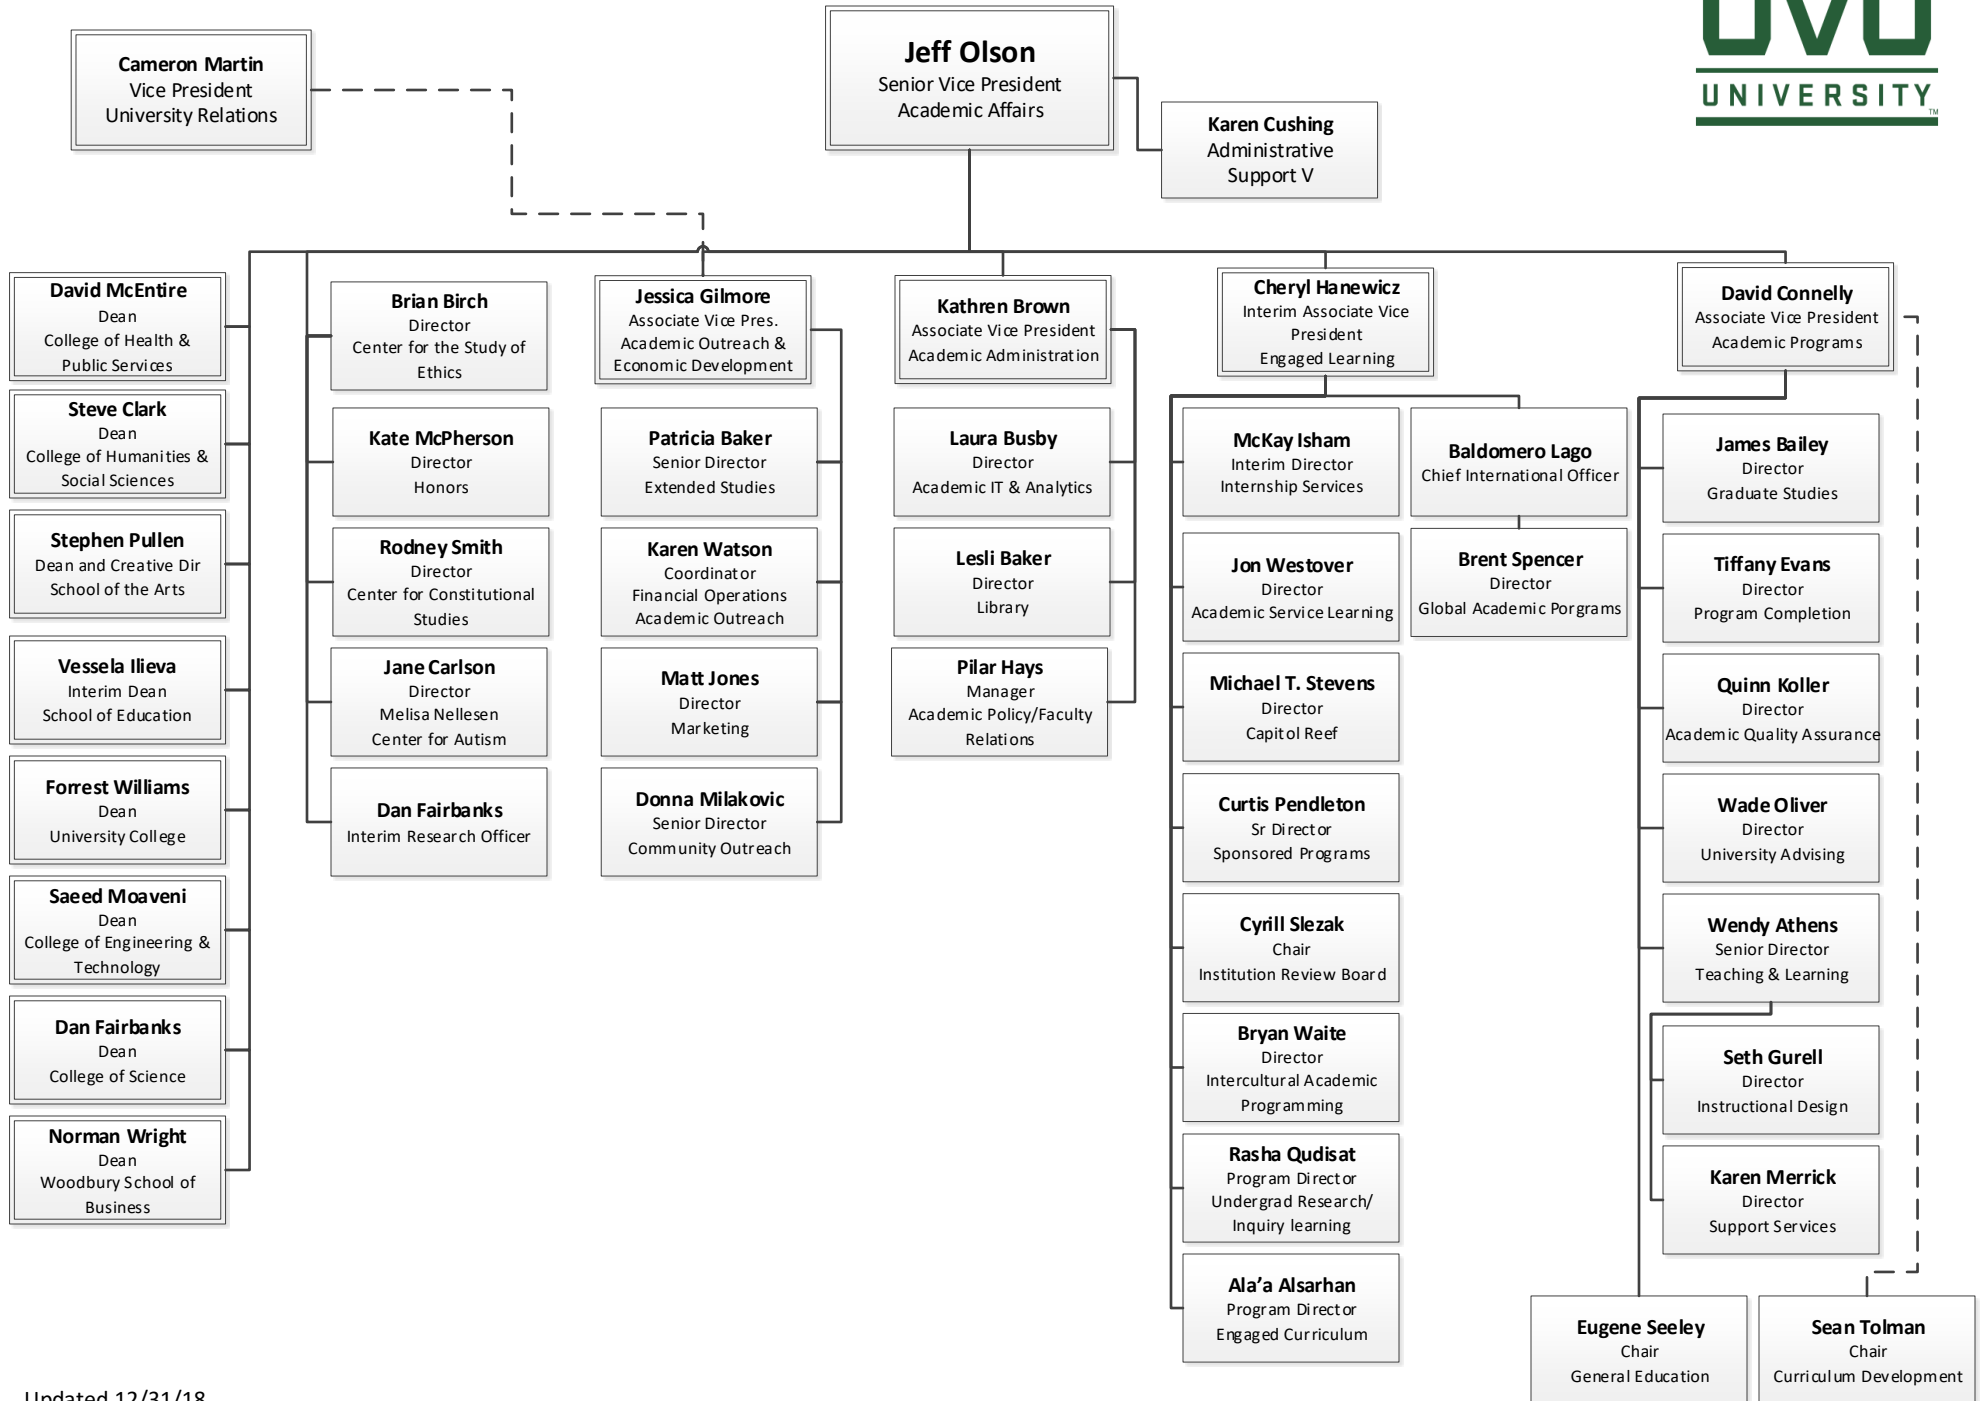 Cameron Martin
Vice President
University Relations
Jeff Olson
Senior Vice President
Academic Affairs
Karen Cushing
Administrative
Support V
UVU
UNIVERSITY
TM
David McEntire
Dean
College of Health &
Public Services
Steve Clark
Dean
College of Humanities &
Social Sciences
Stephen Pullen
Dean and Creative Dir
School of the Arts
Vessela Ilieva
Interim Dean
School of Education
Forrest Williams
Dean
University College
Saeed Moaveni
Dean
College of Engineering &
Technology
Dan Fairbanks
Dean
College of Science
Norman Wright
Dean
Woodbury School of
Business
Brian Birch
Director
Center for the Study of
Ethics
Kate McPherson
Director
Honors
Rodney Smith
Director
Center for Constitutional
Studies
Jane Carlson
Director
Melisa Nellesen
Center for Autism
Dan Fairbanks
Interim Research Officer
Jessica Gilmore
Associate Vice Pres.
Academic Outreach &
Economic Development
Patricia Baker
Senior Director
Extended Studies
Karen Watson
Coordinator
Financial Operations
Academic Outreach
Matt Jones
Director
Marketing
Donna Milakovic
Senior Director
Community Outreach
Kathren Brown
Associate Vice President
Academic Administration
Laura Busby
Director
Academic IT & Analytics
Lesli Baker
Director
Library
Pilar Hays
Manager
Academic Policy/Faculty
Relations
Cheryl Hanewicz
Interim Associate Vice
President
Engaged Learning
McKay Isham
Interim Director
Internship Services
Jon Westover
Director
Academic Service Learning
Michael T. Stevens
Director
Capitol Reef
Curtis Pendleton
Sr Director
Sponsored Programs
Cyrill Slezak
Chair
Institution Review Board
Bryan Waite
Director
Intercultural Academic
Programming
Rasha Qudisat
Program Director
Undergrad Research/
Inquiry learning
Ala’a Alsarhan
Program Director
Engaged Curriculum
Baldomero Lago
Chief International Officer
Brent Spencer
Director
Global Academic Porgrams
David Connelly
Associate Vice President
Academic Programs
James Bailey
Director
Graduate Studies
Tiffany Evans
Director
Program Completion
Quinn Koller
Director
Academic Quality Assurance
Wade Oliver
Director
University Advising
Wendy Athens
Senior Director
Teaching & Learning
Seth Gurell
Director
Instructional Design
Karen Merrick
Director
Support Services
Eugene Seeley
Chair
General Education
Sean Tolman
Chair
Curriculum Development
Updated 12/31/18